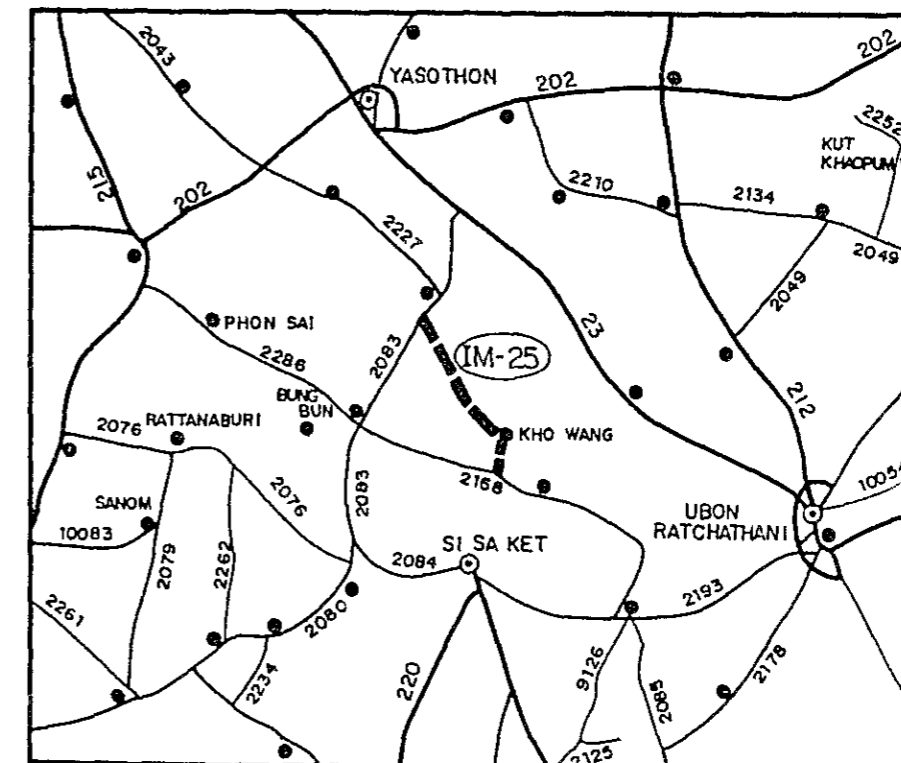 2043
YASOTHON
202
202
2252
KUT
KHAOPUM
215
202
2210
2134
2049
2227
2049
PHON SAI
23
2286
2083
IM-25
BUNG
BUN
212
RATTANABURI
2076
KHO WANG
2168
2083
2076
10054
SANOM
UBON
RATCHATHANI
10083
2079
2262
SI SA KET
2084
2193
2261
2080
2234
220
9126
2085
2178
2125